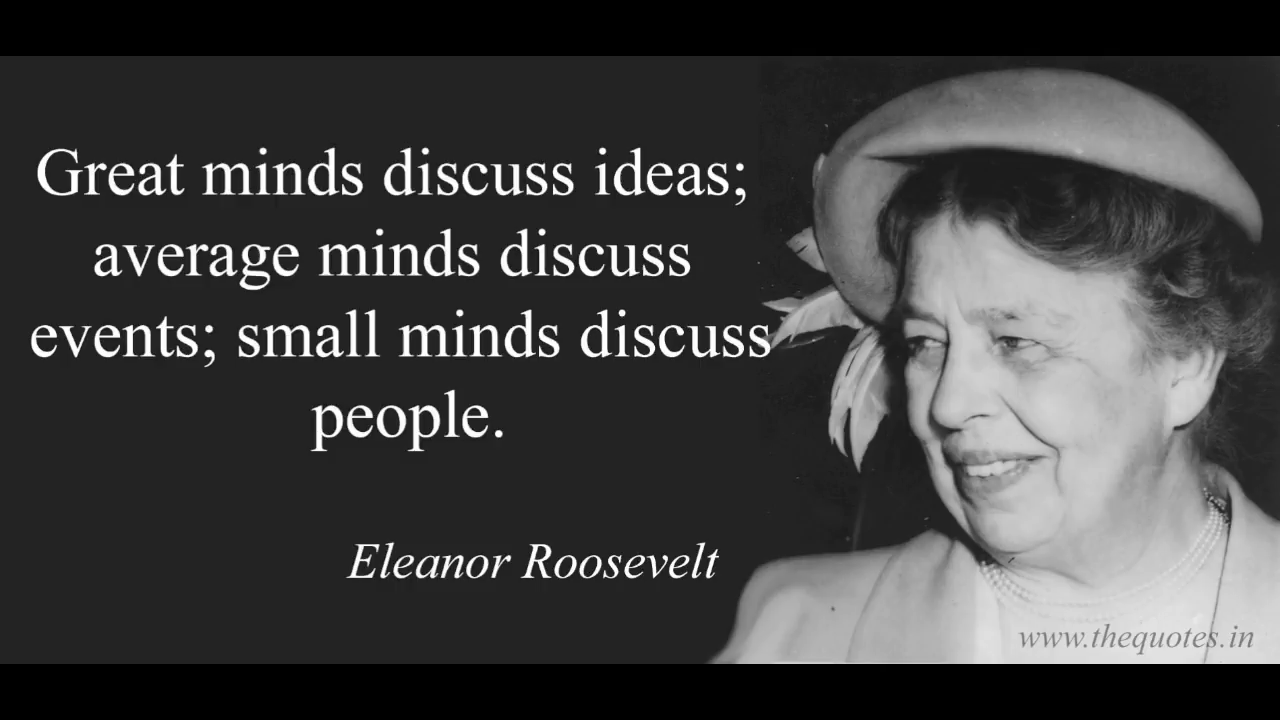 Great minds discuss ideas;
average minds discuss
events; small minds discuss
people.
Eleanor Roosevelt
www.thequotes.in